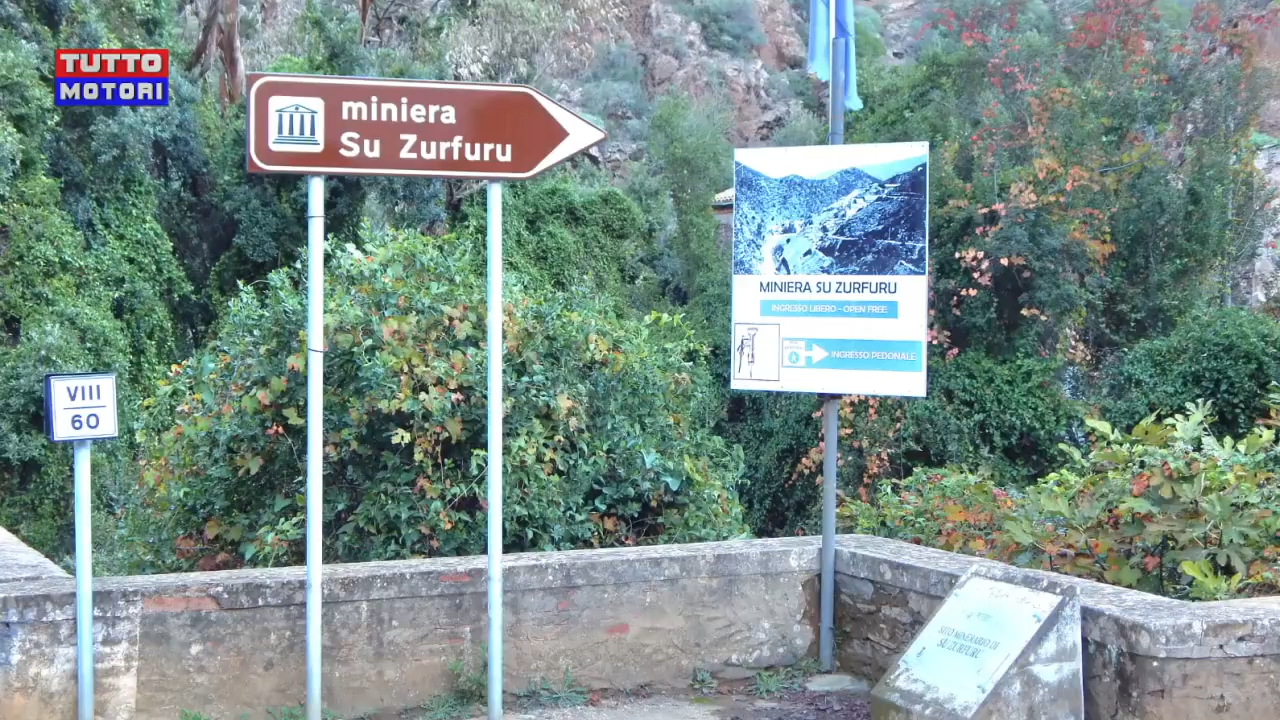 TUTTO
MOTORI
miniera
Su Zurfuru
MINIERA SU ZURFURU
INGRESSO LIBERO - OPEN FREE
INGRESSO PEDONALE
VIII
60
SITO MINERARIO DI
SU ZURFURU